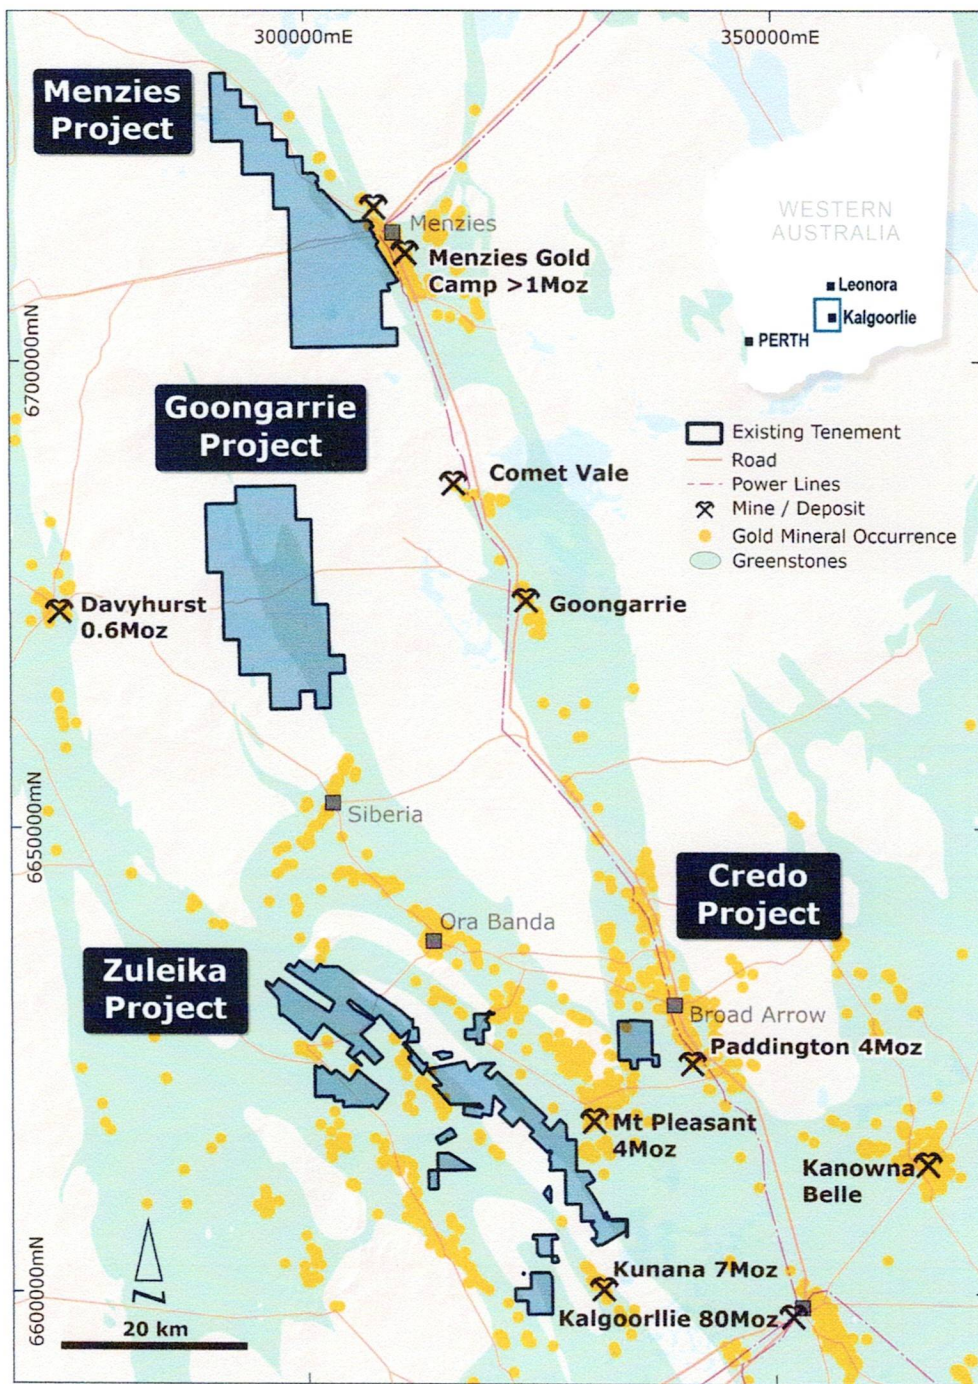 300000mE
350000mE
Menzies
Project
WESTERN
AUSTRALIA
Menzies
Menzies Gold
Camp >1Moz
Leonora
Kalgoorlie
PERTH
6700000mN
Goongarrie
Project
Existing Tenement
Road
Power Lines
Mine / Deposit
Gold Mineral Occurrence
Greenstones
Comet Vale
Davyhurst
0.6Moz
Goongarrie
Siberia
6650000mN
Credo
Project
Ora Banda
Zuleika
Project
Broad Arrow
Paddington 4Moz
Mt Pleasant
4Moz
Kanowna
Belle
N
Kunana 7Moz
Kalgoorllie 80Moz
6600000mN
20 km